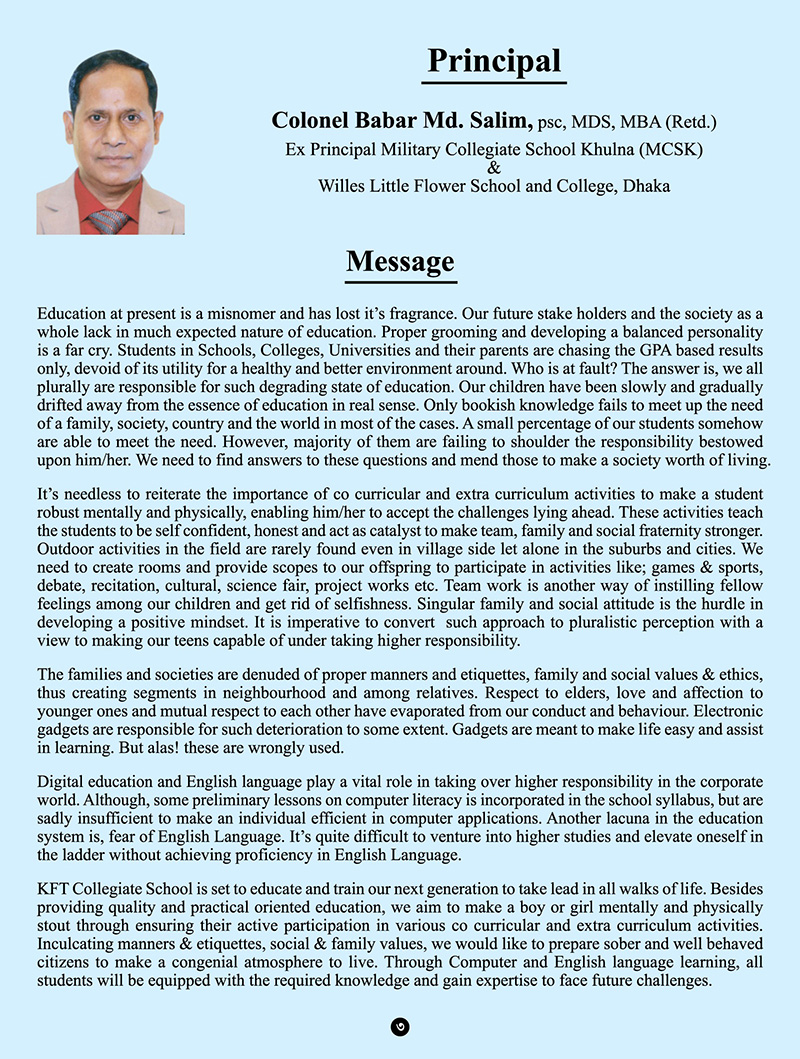 Principal
Colonel Babar Md. Salim, psc, MDS, MBA (Retd.)
Ex Principal Military Collegiate School Khulna (MCSK)
&
Willes Little Flower School and College, Dhaka
Message
Education at present is a misnomer and has lost it's fragrance. Our future stake holders and the society as a
whole lack in much expected nature of education. Proper grooming and developing a balanced personality
is a far cry. Students in Schools, Colleges, Universities and their parents are chasing the GPA based results
only, devoid of its utility for a healthy and better environment around. Who is at fault? The answer is, we all
plurally are responsible for such degrading state of education. Our children have been slowly and gradually
drifted away from the essence of education in real sense. Only bookish knowledge fails to meet up the need
of a family, society, country and the world in most of the cases. A small percentage of our students somehow
are able to meet the need. However, majority of them are failing to shoulder the responsibility bestowed
upon him/her. We need to find answers to these questions and mend those to make a society worth of living.
It's needless to reiterate the importance of co curricular and extra curriculum activities to make a student
robust mentally and physically, enabling him/her to accept the challenges lying ahead. These activities teach
the students to be self confident, honest and act as catalyst to make team, family and social fraternity stronger.
Outdoor activities in the field are rarely found even in village side let alone in the suburbs and cities. We
need to create rooms and provide scopes to our offspring to participate in activities like; games & sports,
debate, recitation, cultural, science fair, project works etc. Team work is another way of instilling fellow
feelings among our children and get rid of selfishness. Singular family and social attitude is the hurdle in
developing a positive mindset. It is imperative to convert such approach to pluralistic perception with a
view to making our teens capable of under taking higher responsibility.
The families and societies are denuded of proper manners and etiquettes, family and social values & ethics,
thus creating segments in neighbourhood and among relatives. Respect to elders, love and affection to
younger ones and mutual respect to each other have evaporated from our conduct and behaviour. Electronic
gadgets are responsible for such deterioration to some extent. Gadgets are meant to make life easy and assist
in learning. But alas! these are wrongly used.
Digital education and English language play a vital role in taking over higher responsibility in the corporate
world. Although, some preliminary lessons on computer literacy is incorporated in the school syllabus, but are
sadly insufficient to make an individual efficient in computer applications. Another lacuna in the education
system is, fear of English Language. It's quite difficult to venture into higher studies and elevate oneself in
the ladder without achieving proficiency in English Language.
KFT Collegiate School is set to educate and train our next generation to take lead in all walks of life. Besides
providing quality and practical oriented education, we aim to make a boy or girl mentally and physically
stout through ensuring their active participation in various co curricular and extra curriculum activities.
Inculcating manners & etiquettes, social & family values, we would like to prepare sober and well behaved
citizens to make a congenial atmosphere to live. Through Computer and English language learning, all
students will be equipped with the required knowledge and gain expertise to face future challenges.
৩